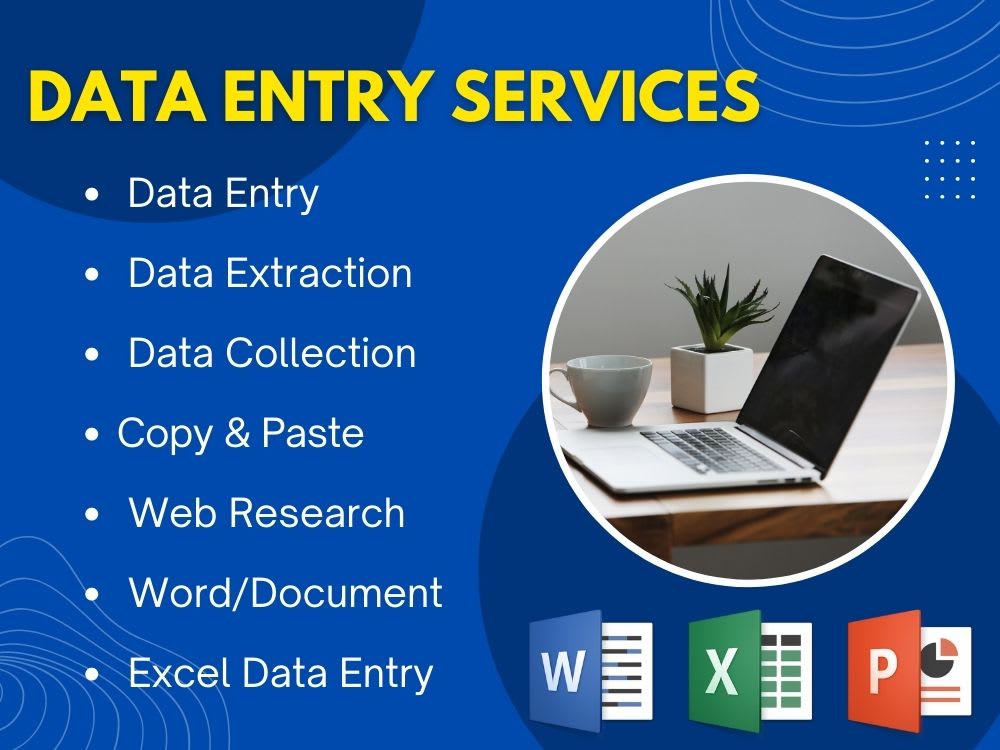 DATA ENTRY SERVICES
• Data Entry
• Data Extraction
• Data Collection
• Copy & Paste
• Web Research
• Word/Document
• Excel Data Entry
W
X
P